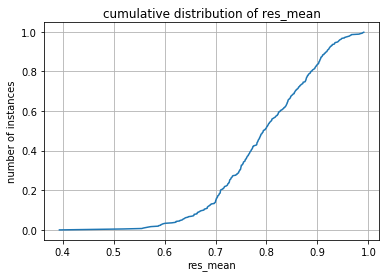 cumulative distribution of res_mean
number of instances
1.0
0.8
0.6
0.4
0.2
0.0
0.4 0.5 0.6 0.7 0.8 0.9 1.0
res_mean